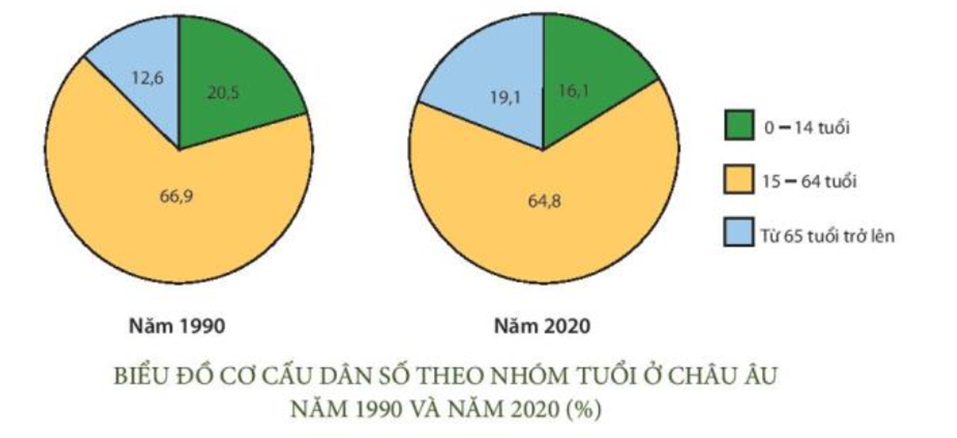 12,6
20,5
66,9
19,1
16,1
64,8
0 – 14 tuổi
15 – 64 tuổi
Từ 65 tuổi trở lên
Năm 1990
Năm 2020
BIỂU ĐỒ CƠ CẤU DÂN SỐ THEO NHÓM TUỔI Ở CHÂU ÂU
NĂM 1990 VÀ NĂM 2020 (%)